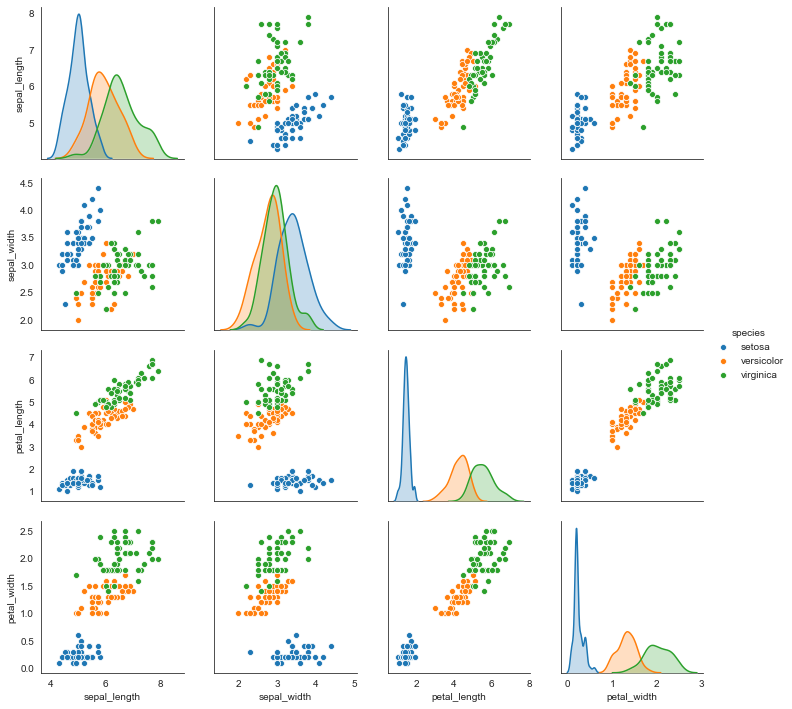 8
7
6
5
sepal_length
4.5
4.0
3.5
3.0
2.5
2.0
sepal_width
species
setosa
versicolor
virginica
7
6
5
4
3
2
1
petal_length
2.5
2.0
1.5
1.0
0.5
0.0
petal_width
4 6 8
sepal_length
2 3 4 5
sepal_width
2 4 6 8
petal_length
0 1 2 3
petal_width